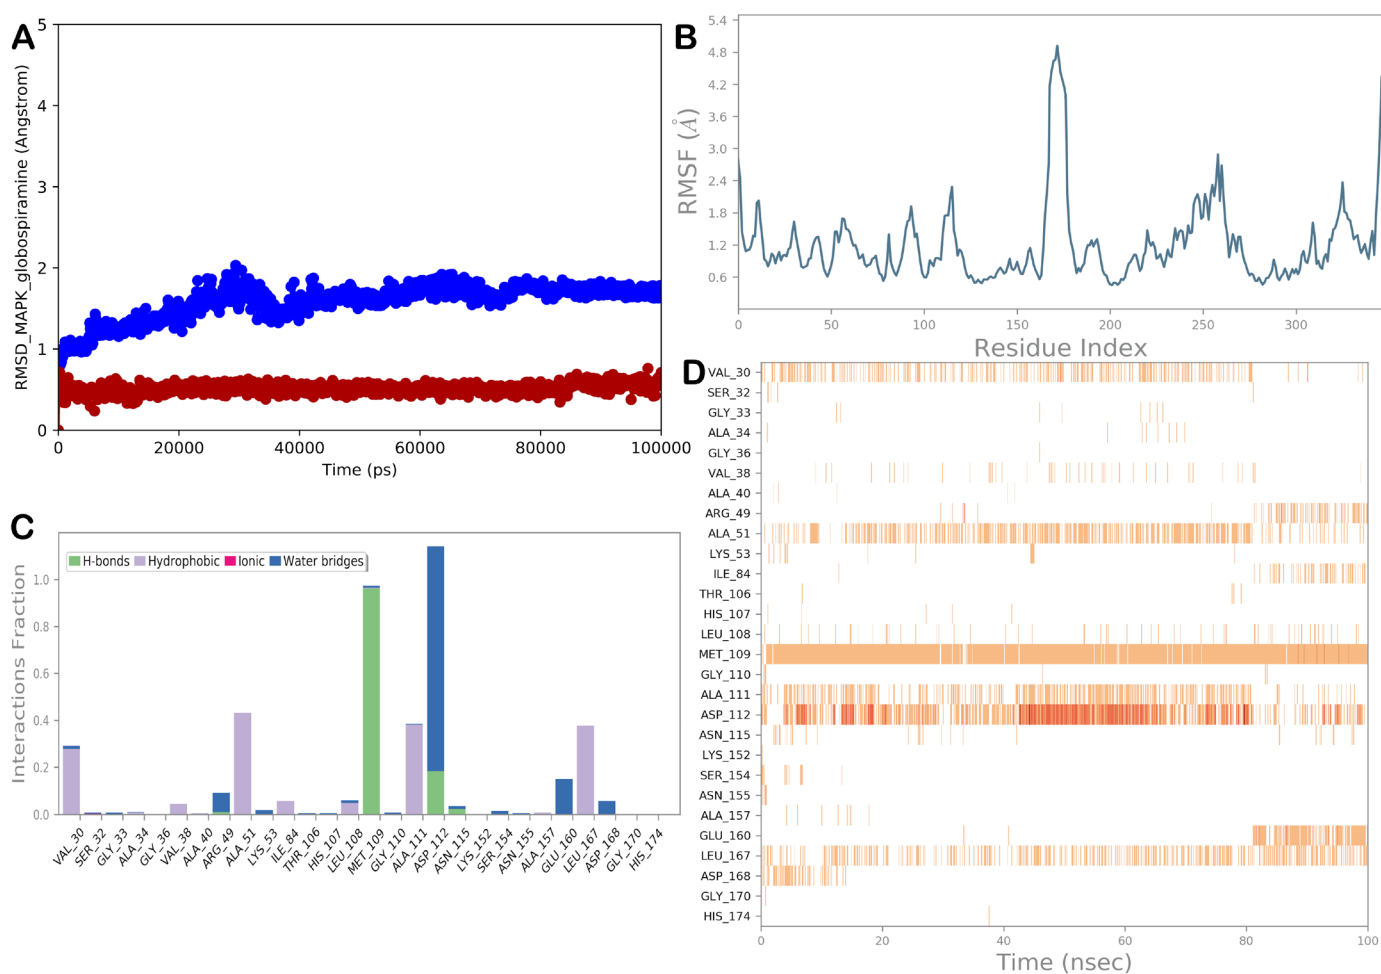 A
RMSD_MAPK_globospiramine (Angstrom)
5
4
3
2
1
0
0 20000 40000 60000 80000 100000
Time (ps)
B
RMSF (Å)
5.4
4.8
4.2
3.6
3.0
2.4
1.8
1.2
0.6
0 50 100 150 200 250 300
Residue Index
C
Interactions Fraction
H-bonds Hydrophobic Ionic Water bridges
1.0
0.8
0.6
0.4
0.2
0.0
VAL_30 SER_32 GLY_33 ALA_34 GLY_36 VAL_38 ALA_40 ARG_49 ALA_51 LYS_53 ILE_84 THR_106 HIS_107 LEU_108 MET_109 GLY_110 ALA_111 ASP_112 ASN_115 LYS_152 SER_154 ASN_155 ALA_157 GLU_160 LEU_167 ASP_168 GLY_170 HIS_174
D
VAL_30
SER_32
GLY_33
ALA_34
GLY_36
VAL_38
ALA_40
ARG_49
ALA_51
LYS_53
ILE_84
THR_106
HIS_107
LEU_108
MET_109
GLY_110
ALA_111
ASP_112
ASN_115
LYS_152
SER_154
ASN_155
ALA_157
GLU_160
LEU_167
ASP_168
GLY_170
HIS_174
0 20 40 60 80 100
Time (nsec)